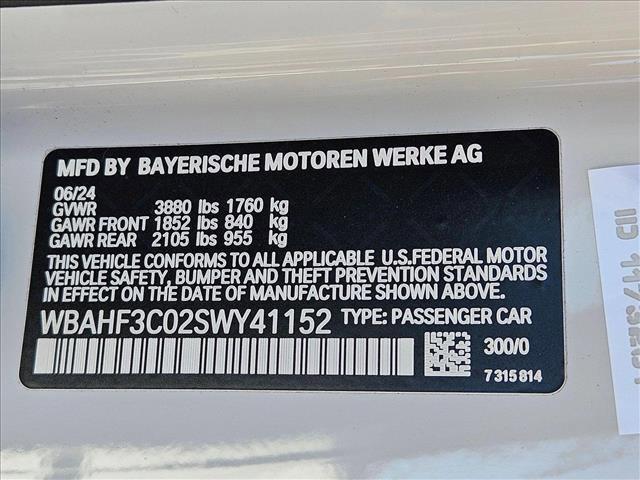 MFD BY BAYERISCHE MOTOREN WERKE AG
06/24
GVWR 3880 lbs 1760 kg
GAWR FRONT 1852 lbs 840 kg
GAWR REAR 2105 lbs 955 kg
THIS VEHICLE CONFORMS TO ALL APPLICABLE U.S.FEDERAL MOTOR
VEHICLE SAFETY, BUMPER AND THEFT PREVENTION STANDARDS
IN EFFECT ON THE DATE OF MANUFACTURE SHOWN ABOVE.
WBAHF3C02SWY41152 TYPE: PASSENGER CAR
300/0
7 315 814